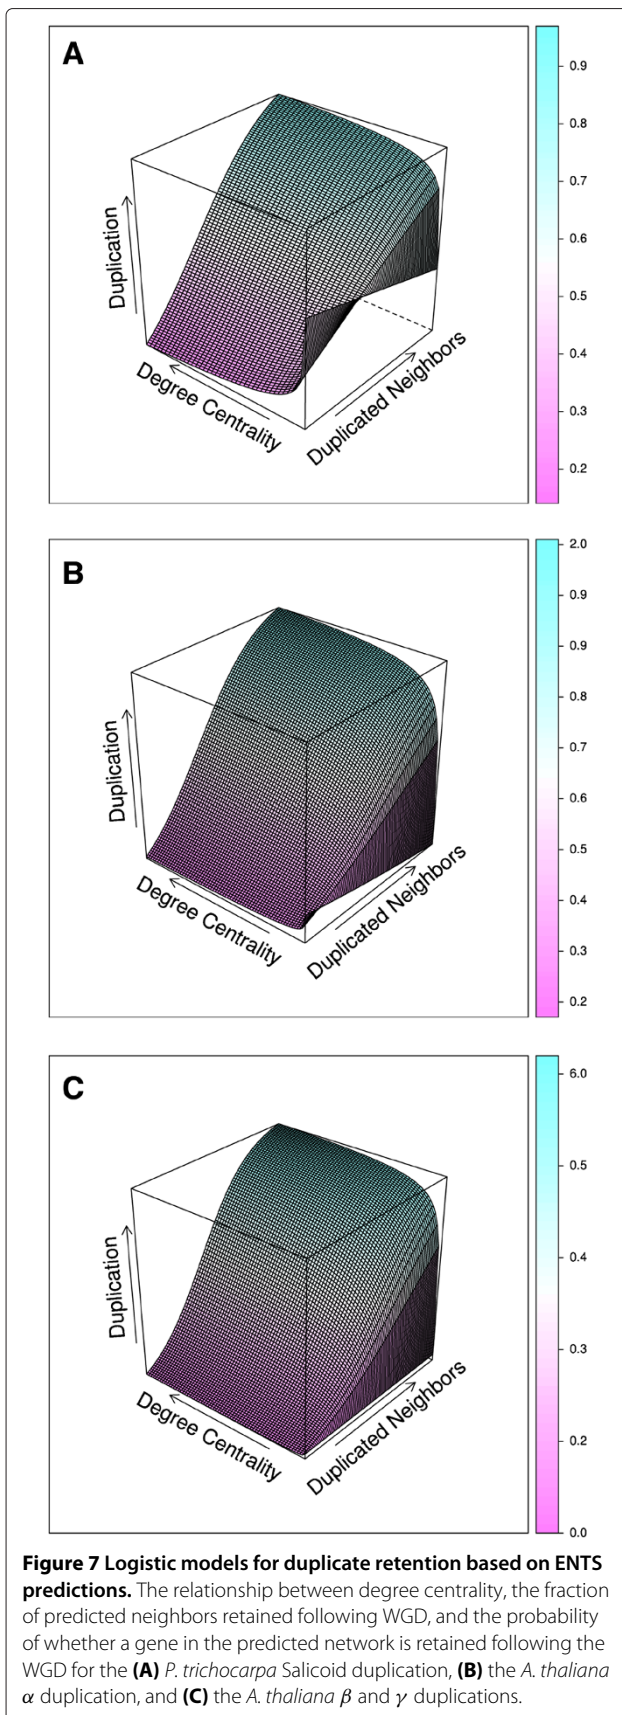 A
Duplication
Degree Centrality
Duplicated Neighbors
0.9
0.8
0.7
0.6
0.5
0.4
0.3
0.2
B
Duplication
Degree Centrality
Duplicated Neighbors
2.0
0.9
0.9
0.8
0.7
0.6
0.5
0.4
0.3
0.2
C
Duplication
Degree Centrality
Duplicated Neighbors
6.0
0.5
0.4
0.3
0.2
0.0
Figure 7 Logistic models for duplicate retention based on ENTS
predictions. The relationship between degree centrality, the fraction
of predicted neighbors retained following WGD, and the probability
of whether a gene in the predicted network is retained following the
WGD for the (A) P. trichocarpa Salicoid duplication, (B) the A. thaliana
α duplication, and (C) the A. thaliana β and γ duplications.